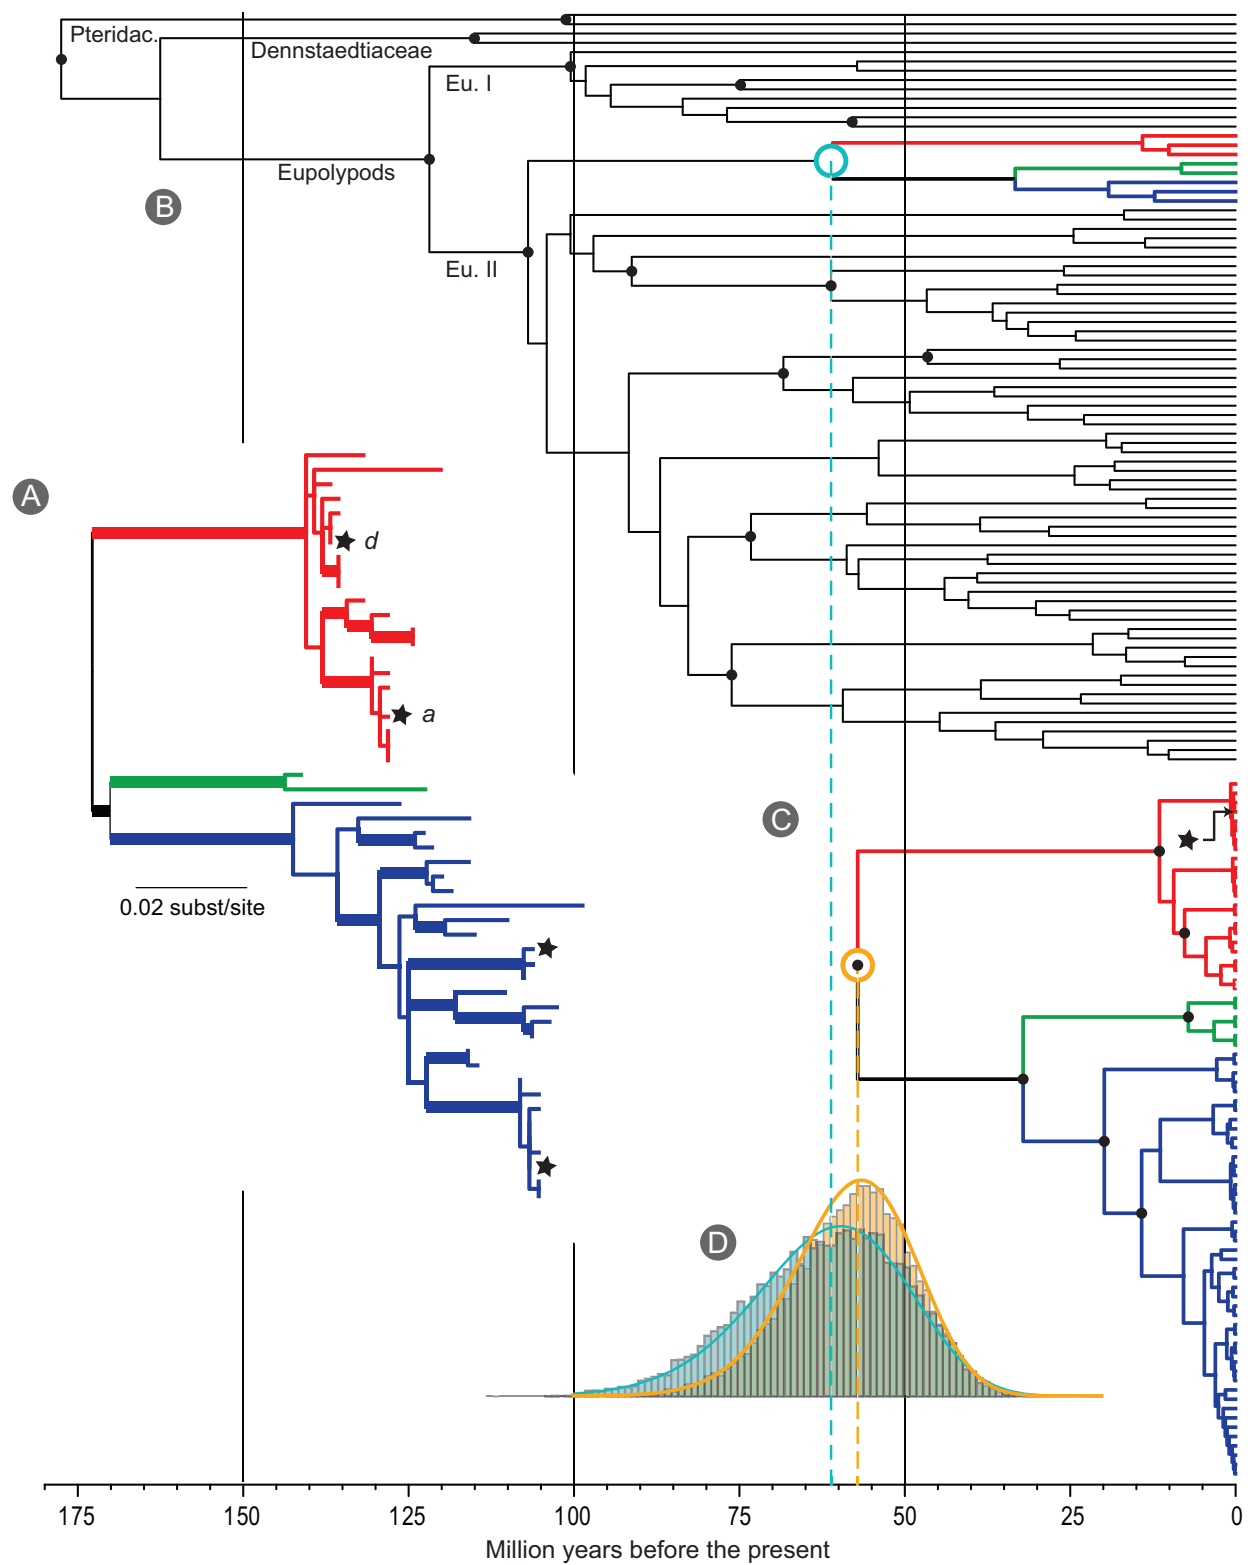 Pteridac.
Dennstaedtiaceae
Eu. I
Eupolypods
B
Eu. II
A
d
a
C
0.02 subst/site
D
175 150 125 100 75 50 25 0
Million years before the present